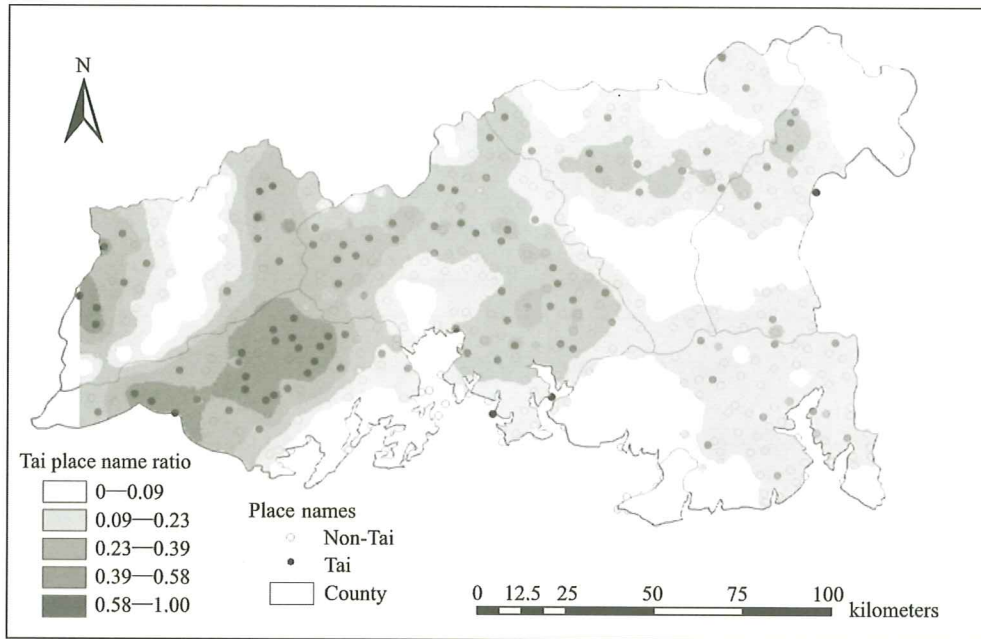 N
Tai place name ratio
0—0.09
0.09—0.23
0.23—0.39
0.39—0.58
0.58—1.00
Place names
Non-Tai
Tai
County
0 12.5 25 50 75 100
kilometers